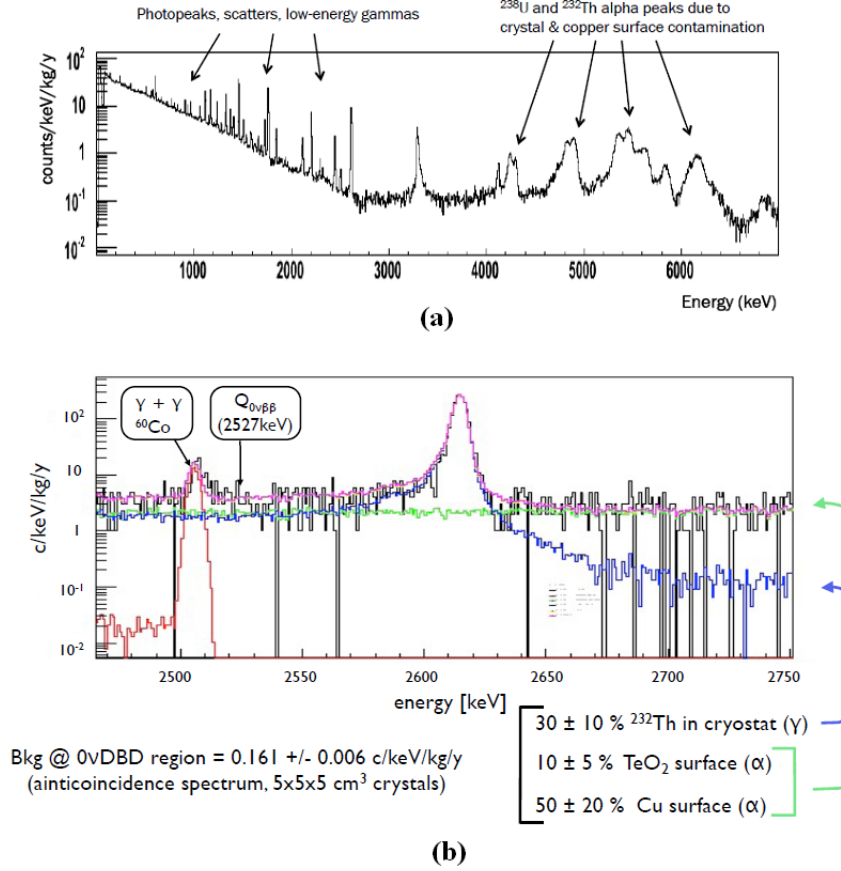 Photopeaks, scatters, low-energy gammas
²³⁸U and ²³²Th alpha peaks due to
crystal & copper surface contamination
counts/keV/kg/y
10²
10
1
10⁻¹
10⁻²
1000 2000 3000 4000 5000 6000
Energy (keV)
(a)
γ + γ
⁶⁰Co
Q₀νββ
(2527keV)
c/keV/kg/y
10²
10
1
10⁻¹
10⁻²
2500 2550 2600 2650 2700 2750
energy [keV]
30 ± 10 % ²³²Th in cryostat (γ)
10 ± 5 % TeO₂ surface (α)
50 ± 20 % Cu surface (α)
Bkg @ 0νDBD region = 0.161 +/- 0.006 c/keV/kg/y
(ainticoincidence spectrum, 5x5x5 cm³ crystals)
(b)